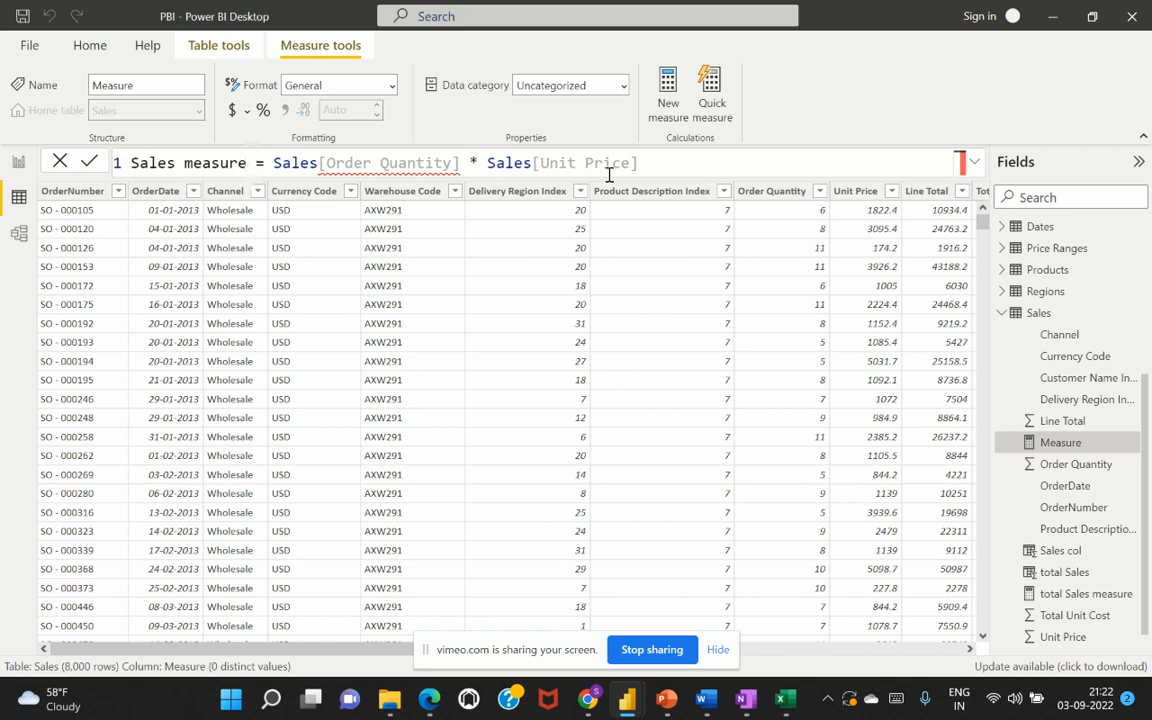 PBI - Power BI Desktop
Search
Sign in
File Home Help Table tools Measure tools
Name Measure
Format General
Data category Uncategorized
New measure
Quick measure
Home table Sales
$ % Auto
Structure Formatting Properties Calculations
1 Sales measure = Sales[Order Quantity] * Sales[Unit Price]
OrderNumber OrderDate Channel Currency Code Warehouse Code Delivery Region Index Product Description Index Order Quantity Unit Price Line Total Tot
SO - 000105 01-01-2013 Wholesale USD AXW291 20 7 6 1822.4 10934.4
SO - 000120 04-01-2013 Wholesale USD AXW291 25 7 8 3095.4 24763.2
SO - 000126 04-01-2013 Wholesale USD AXW291 20 7 11 174.2 1916.2
SO - 000153 09-01-2013 Wholesale USD AXW291 20 7 11 3926.2 43188.2
SO - 000172 15-01-2013 Wholesale USD AXW291 18 7 6 1005 6030
SO - 000175 16-01-2013 Wholesale USD AXW291 20 7 11 2224.4 24468.4
SO - 000192 20-01-2013 Wholesale USD AXW291 31 7 8 1152.4 9219.2
SO - 000193 20-01-2013 Wholesale USD AXW291 24 7 5 1085.4 5427
SO - 000194 20-01-2013 Wholesale USD AXW291 27 7 5 5031.7 25158.5
SO - 000195 21-01-2013 Wholesale USD AXW291 18 7 8 1092.1 8736.8
SO - 000246 29-01-2013 Wholesale USD AXW291 7 7 7 1072 7504
SO - 000248 29-01-2013 Wholesale USD AXW291 12 7 9 984.9 8864.1
SO - 000258 31-01-2013 Wholesale USD AXW291 6 7 11 2385.2 26237.2
SO - 000262 01-02-2013 Wholesale USD AXW291 20 7 8 1105.5 8844
SO - 000269 03-02-2013 Wholesale USD AXW291 14 7 5 844.2 4221
SO - 000280 06-02-2013 Wholesale USD AXW291 8 7 9 1139 10251
SO - 000316 13-02-2013 Wholesale USD AXW291 25 7 5 3939.6 19698
SO - 000323 14-02-2013 Wholesale USD AXW291 24 7 9 2479 22311
SO - 000339 17-02-2013 Wholesale USD AXW291 31 7 8 1139 9112
SO - 000368 24-02-2013 Wholesale USD AXW291 29 7 10 5098.7 50987
SO - 000373 25-02-2013 Wholesale USD AXW291 7 7 10 227.8 2278
SO - 000446 08-03-2013 Wholesale USD AXW291 18 7 7 844.2 5909.4
SO - 000450 09-03-2013 Wholesale USD AXW291 1 7 7 1078.7 7550.9
Fields
Search
Dates
Price Ranges
Products
Regions
Sales
Channel
Currency Code
Customer Name In...
Delivery Region In...
Line Total
Measure
Order Quantity
OrderDate
OrderNumber
Product Descriptio...
Sales col
total Sales
total Sales measure
Total Unit Cost
Unit Price
vimeo.com is sharing your screen. Stop sharing Hide
Table: Sales (8,000 rows) Column: Measure (0 distinct values)
Update available (click to download)
58°F
Cloudy
ENG
IN
21:22
03-09-2022
2